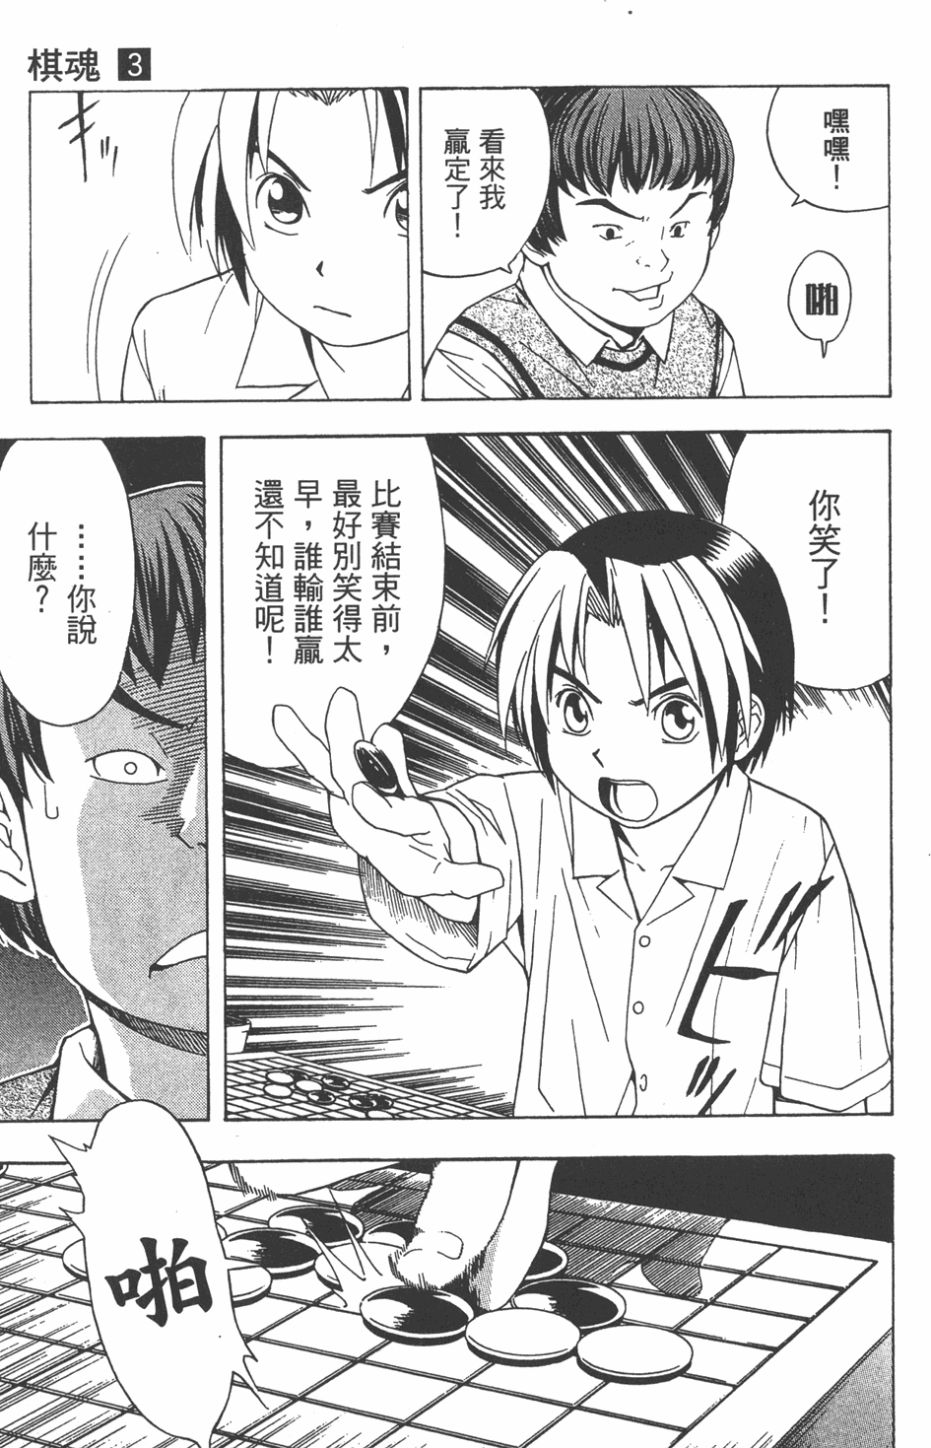 棋魂 3
嘿嘿！
啪
看來我
贏定了！
你笑了！
比賽結束前，
最好別笑得太
早，誰輸誰贏
還不知道呢！
……你說
什麼？
啪